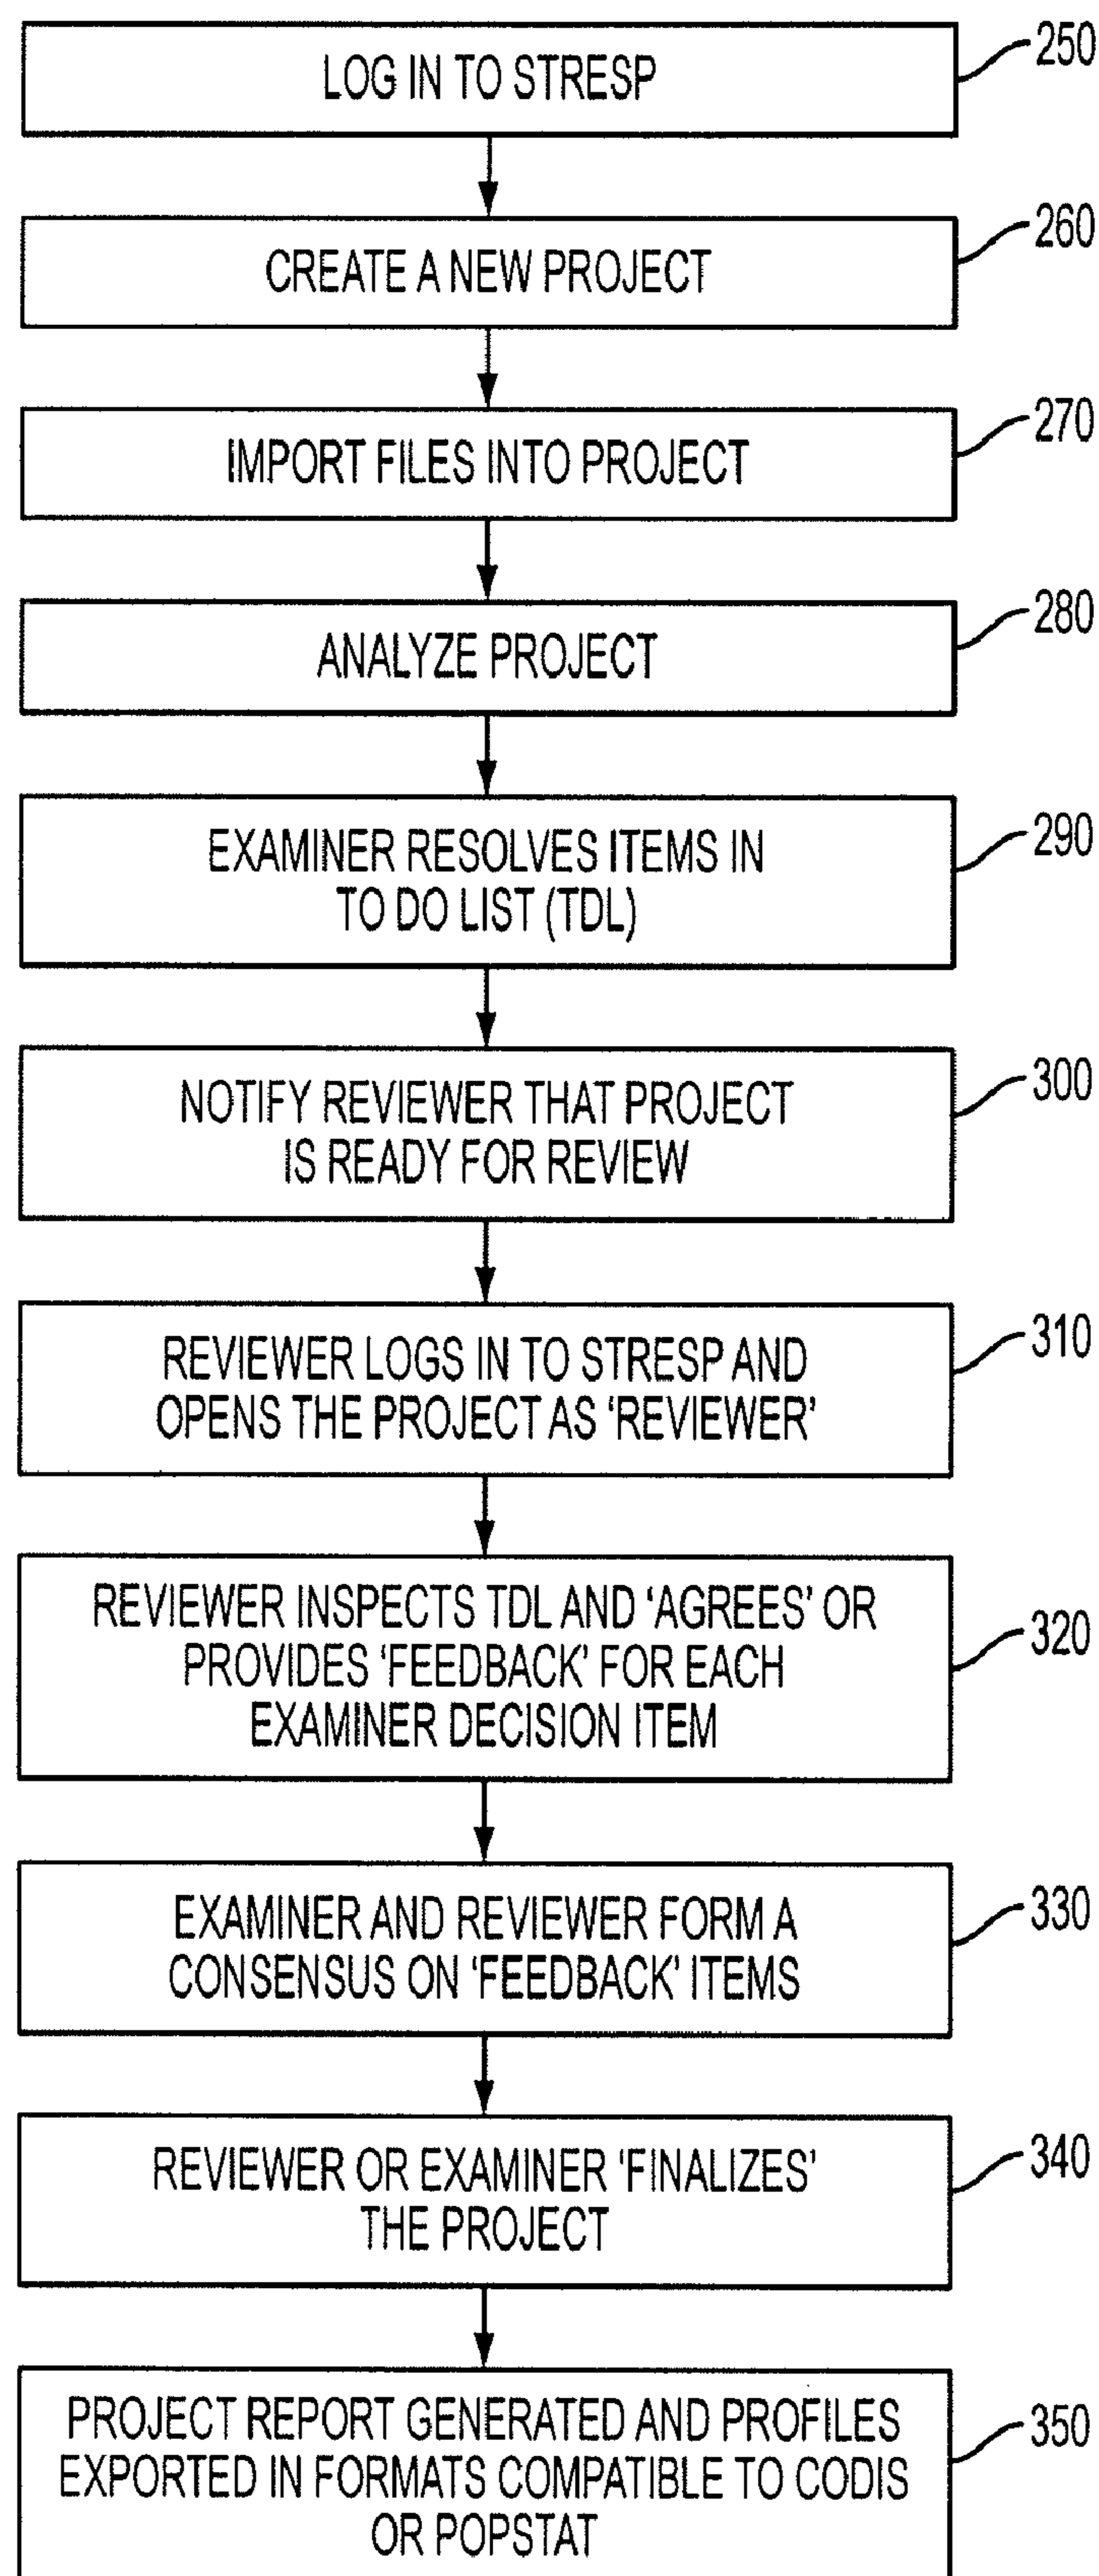 LOG IN TO STRESP
250
CREATE A NEW PROJECT
260
IMPORT FILES INTO PROJECT
270
ANALYZE PROJECT
280
EXAMINER RESOLVES ITEMS IN
TO DO LIST (TDL)
290
NOTIFY REVIEWER THAT PROJECT
IS READY FOR REVIEW
300
REVIEWER LOGS IN TO STRESP AND
OPENS THE PROJECT AS ‘REVIEWER’
310
REVIEWER INSPECTS TDL AND ‘AGREES’ OR
PROVIDES ‘FEEDBACK’ FOR EACH
EXAMINER DECISION ITEM
320
EXAMINER AND REVIEWER FORM A
CONSENSUS ON ‘FEEDBACK’ ITEMS
330
REVIEWER OR EXAMINER ‘FINALIZES’
THE PROJECT
340
PROJECT REPORT GENERATED AND PROFILES
EXPORTED IN FORMATS COMPATIBLE TO CODIS
OR POPSTAT
350